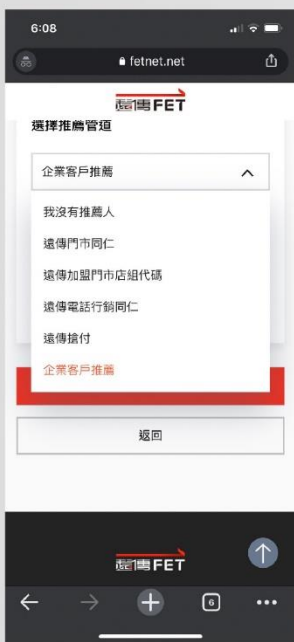 6:08
fetnet.net
遠傳FET
選擇推薦管道
企業客戶推薦
我沒有推薦人
遠傳門市同仁
遠傳加盟門市店組代碼
遠傳電話行銷同仁
遠傳搶付
企業客戶推薦
返回
遠傳FET
6